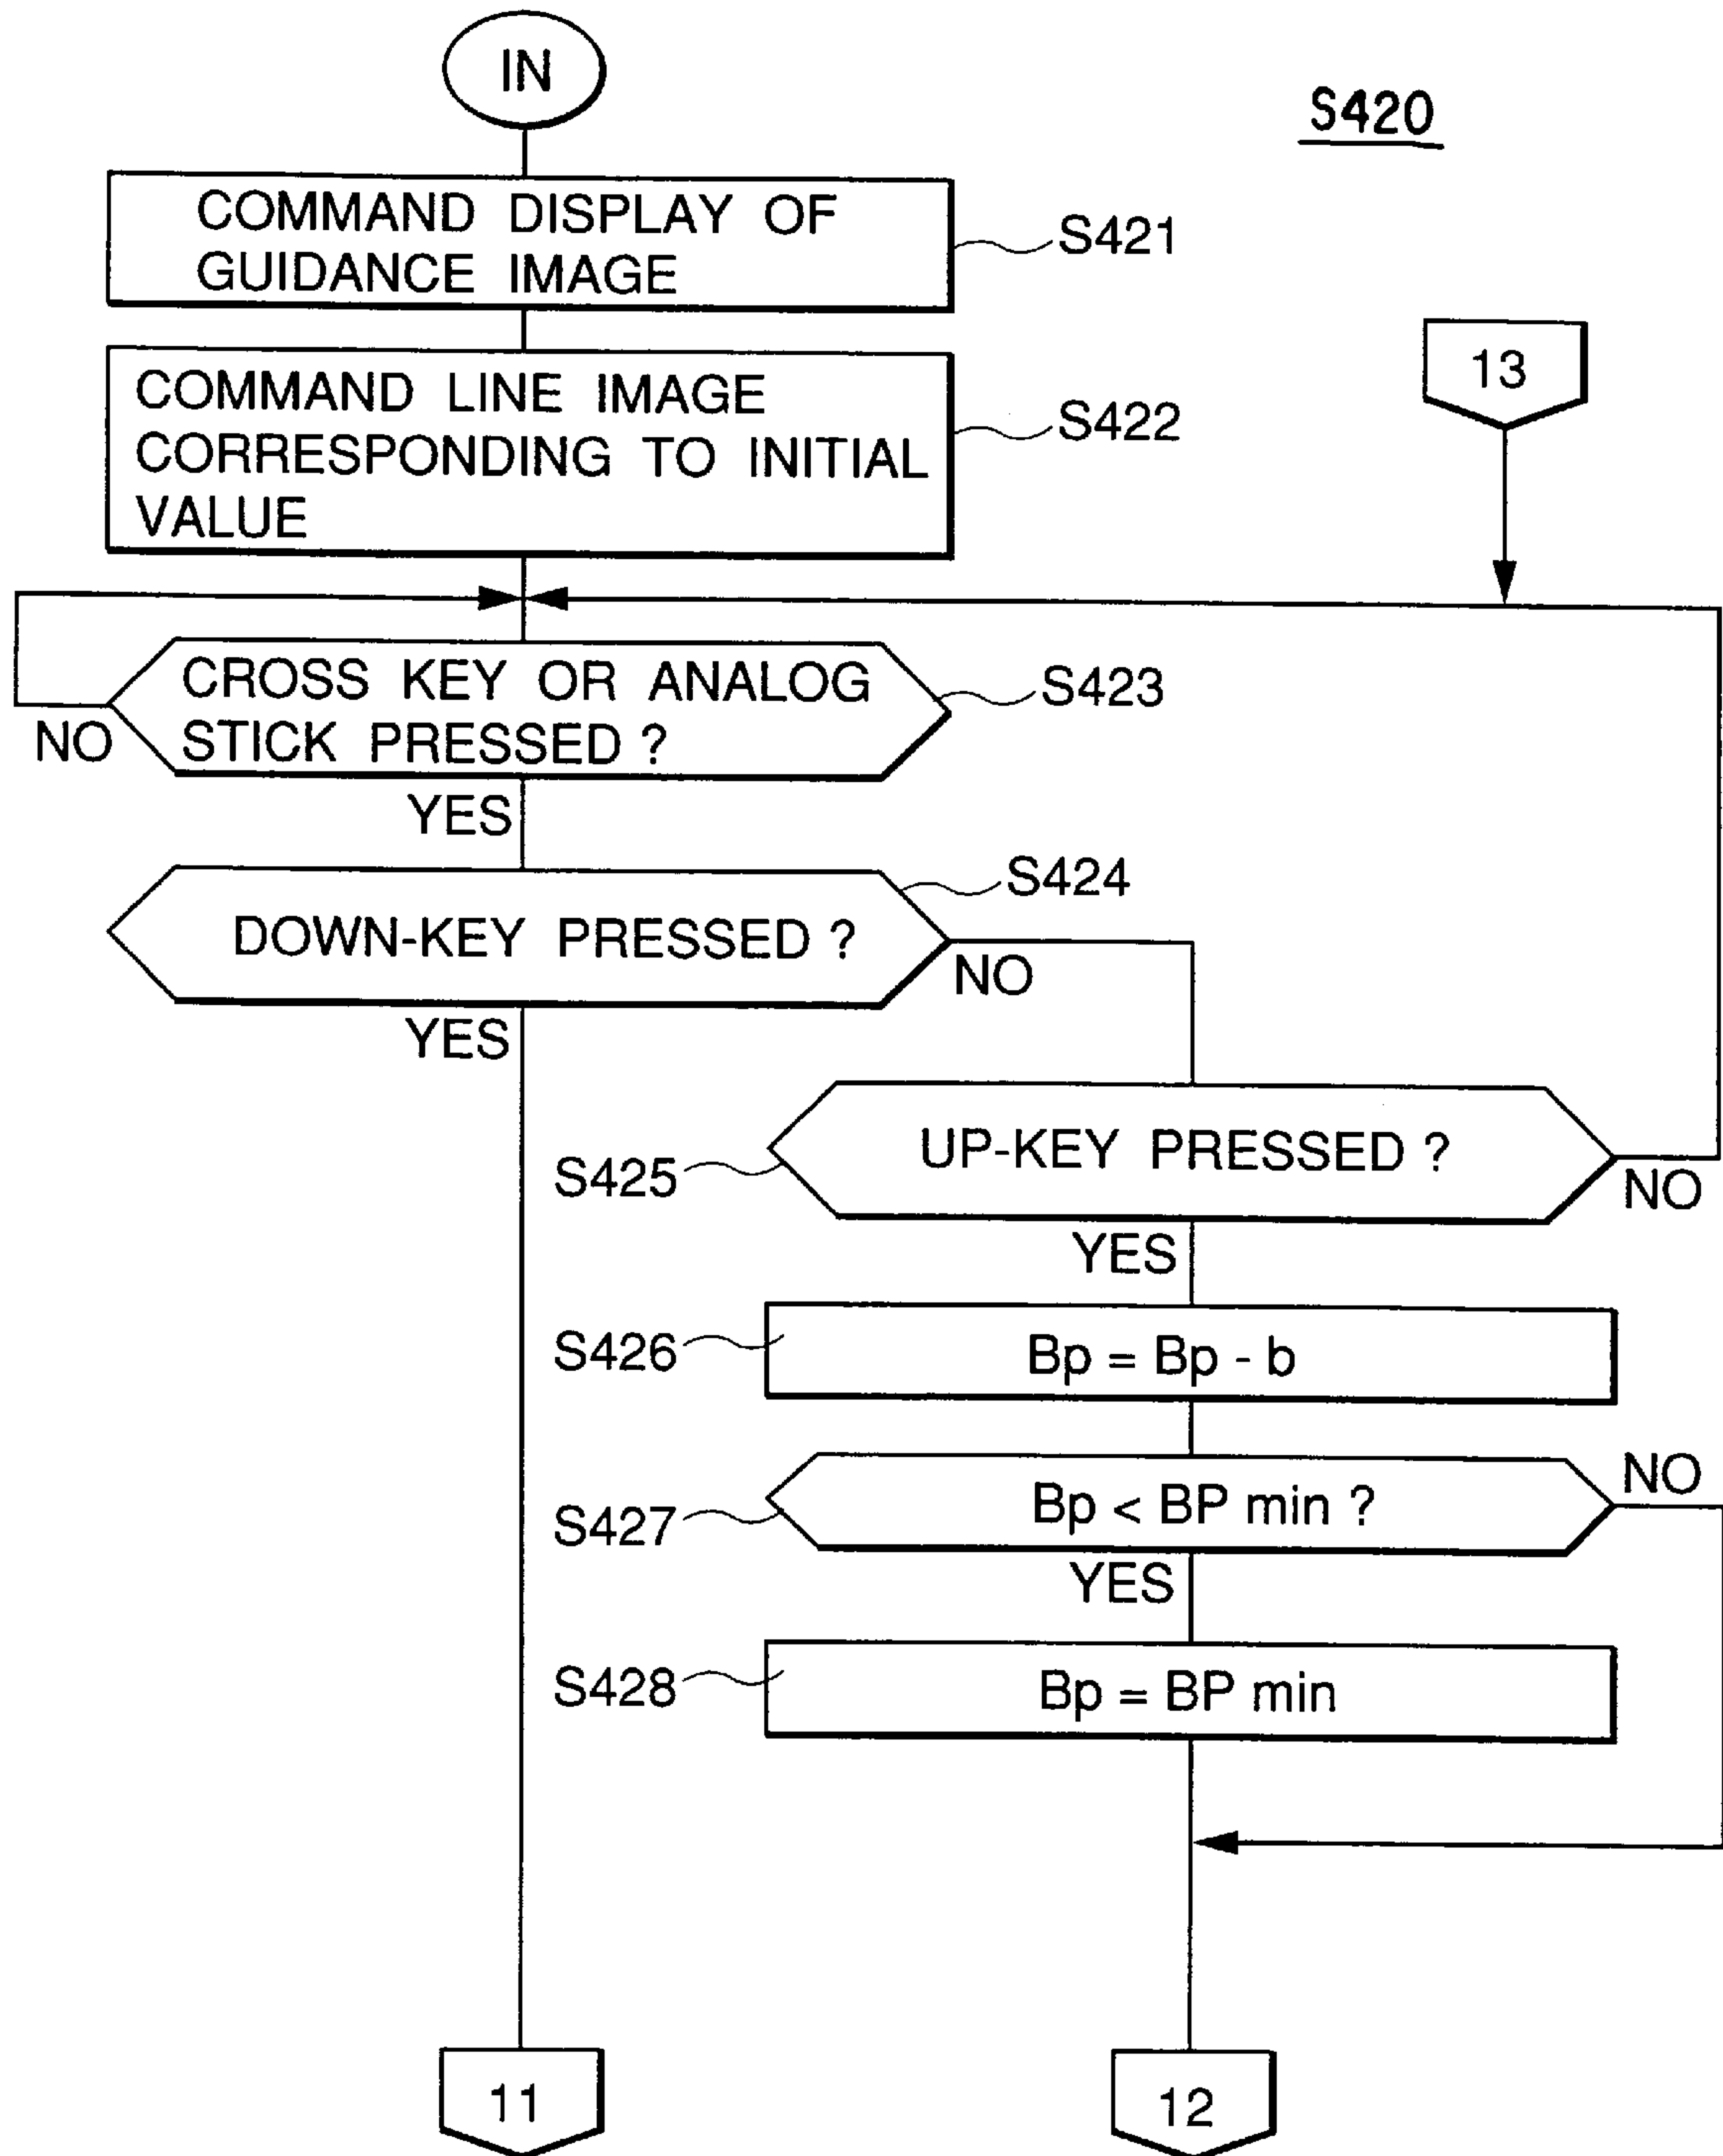 IN
S420
COMMAND DISPLAY OF
GUIDANCE IMAGE
S421
COMMAND LINE IMAGE
CORRESPONDING TO INITIAL
VALUE
S422
13
CROSS KEY OR ANALOG
STICK PRESSED ?
S423
NO
YES
DOWN-KEY PRESSED ?
S424
NO
YES
UP-KEY PRESSED ?
S425
NO
YES
S426
Bp = Bp - b
Bp < BP min ?
NO
S427
YES
S428
Bp = BP min
11
12